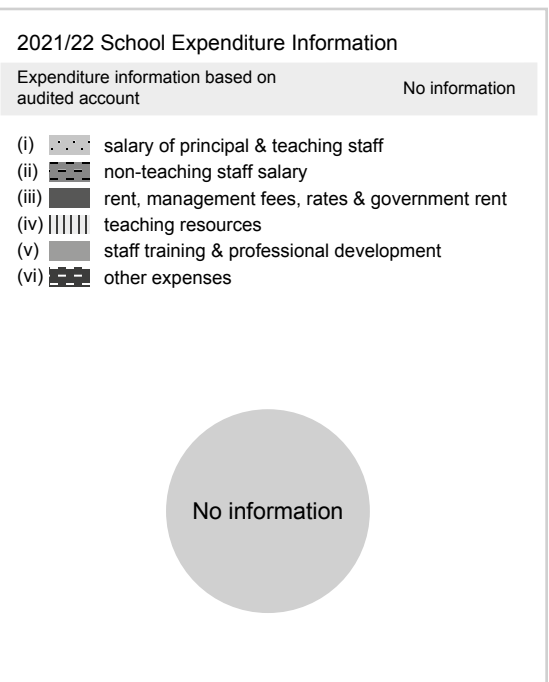 2021/22 School Expenditure Information
Expenditure information based on
audited account
No information
(i) salary of principal & teaching staff
(ii) non-teaching staff salary
(iii) rent, management fees, rates & government rent
(iv) teaching resources
(v) staff training & professional development
(vi) other expenses
No information